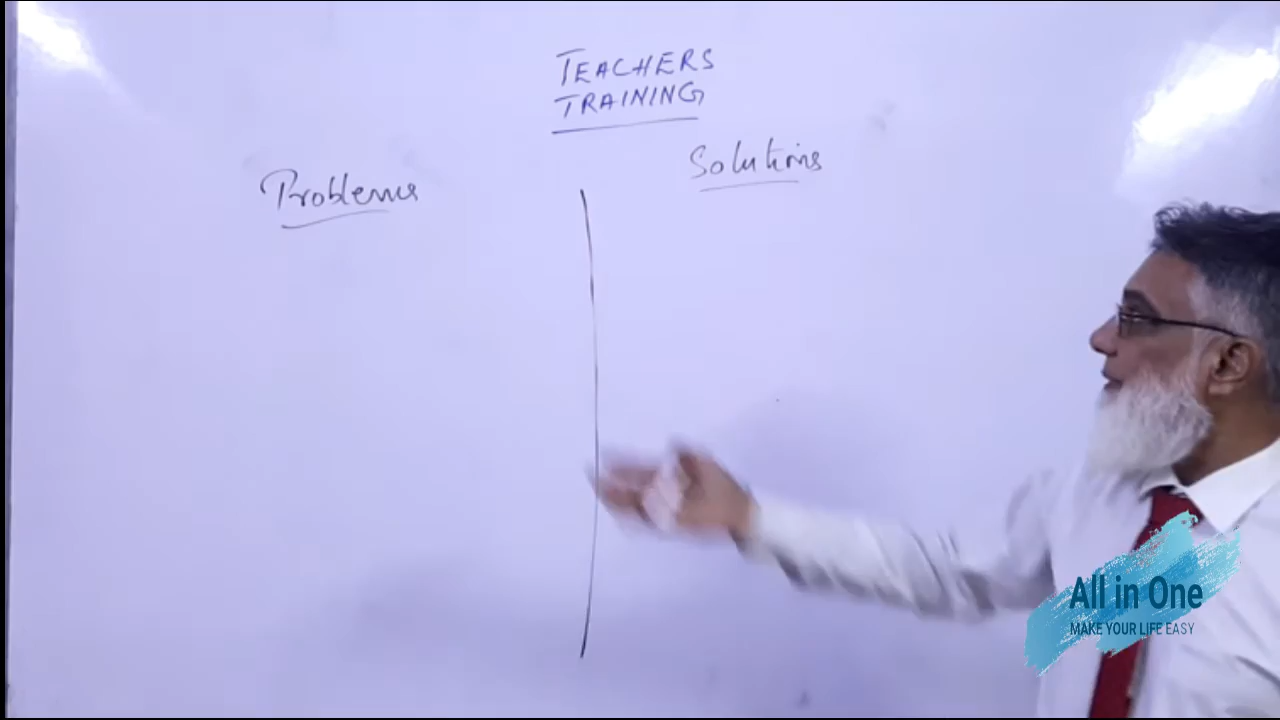 TEACHERS
TRAINING
Problems
Solutions
All in One
MAKE YOUR LIFE EASY